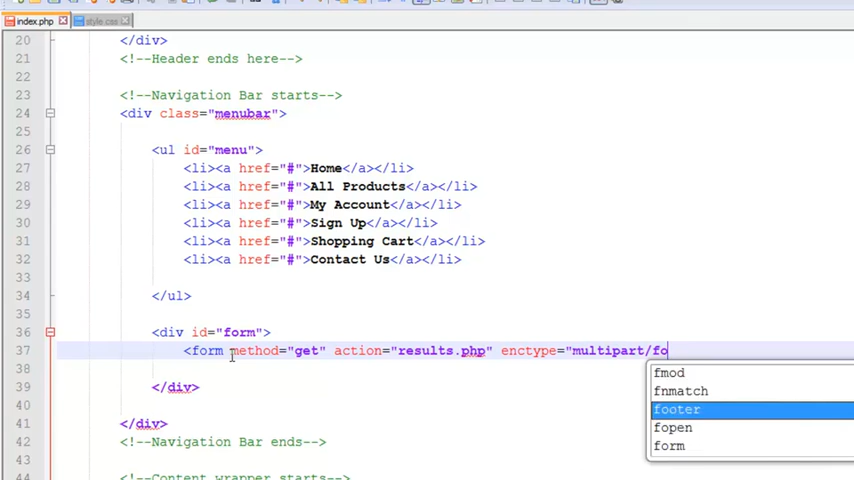 index.php style.css
20 </div>
21 <!--Header ends here-->
22
23 <!--Navigation Bar starts-->
24 <div class="menubar">
25
26 <ul id="menu">
27 <li><a href="#">Home</a></li>
28 <li><a href="#">All Products</a></li>
29 <li><a href="#">My Account</a></li>
30 <li><a href="#">Sign Up</a></li>
31 <li><a href="#">Shopping Cart</a></li>
32 <li><a href="#">Contact Us</a></li>
33
34 </ul>
35
36 <div id="form">
37 <form method="get" action="results.php" enctype="multipart/fo
38
39 </div>
40
41 </div>
42 <!--Navigation Bar ends-->
43
44 <!--Content wrapper starts-->
fmod
fnmatch
footer
fopen
form